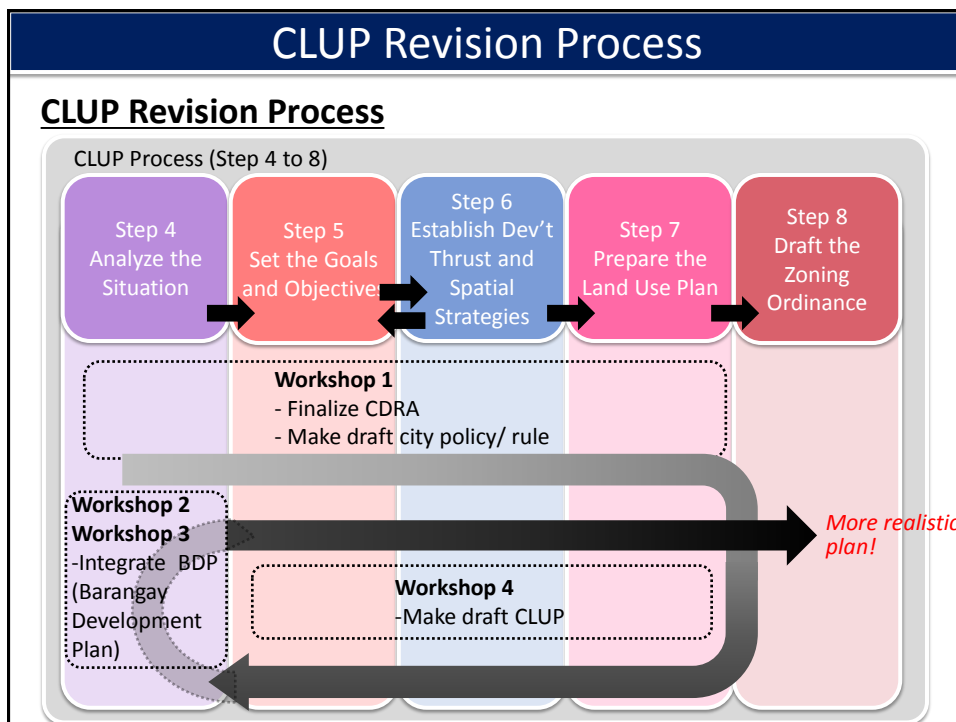 CLUP Revision Process
CLUP Revision Process
CLUP Process (Step 4 to 8)
Step 4
Analyze the
Situation
Step 5
Set the Goals
and Objectives
Step 6
Establish Dev't
Thrust and
Spatial
Strategies
Step 7
Prepare the
Land Use Plan
Step 8
Draft the
Zoning
Ordinance
Workshop 1
- Finalize CDRA
- Make draft city policy/ rule
Workshop 2
Workshop 3
-Integrate BDP
(Barangay
Development
Plan)
Workshop 4
-Make draft CLUP
More realistic
plan!